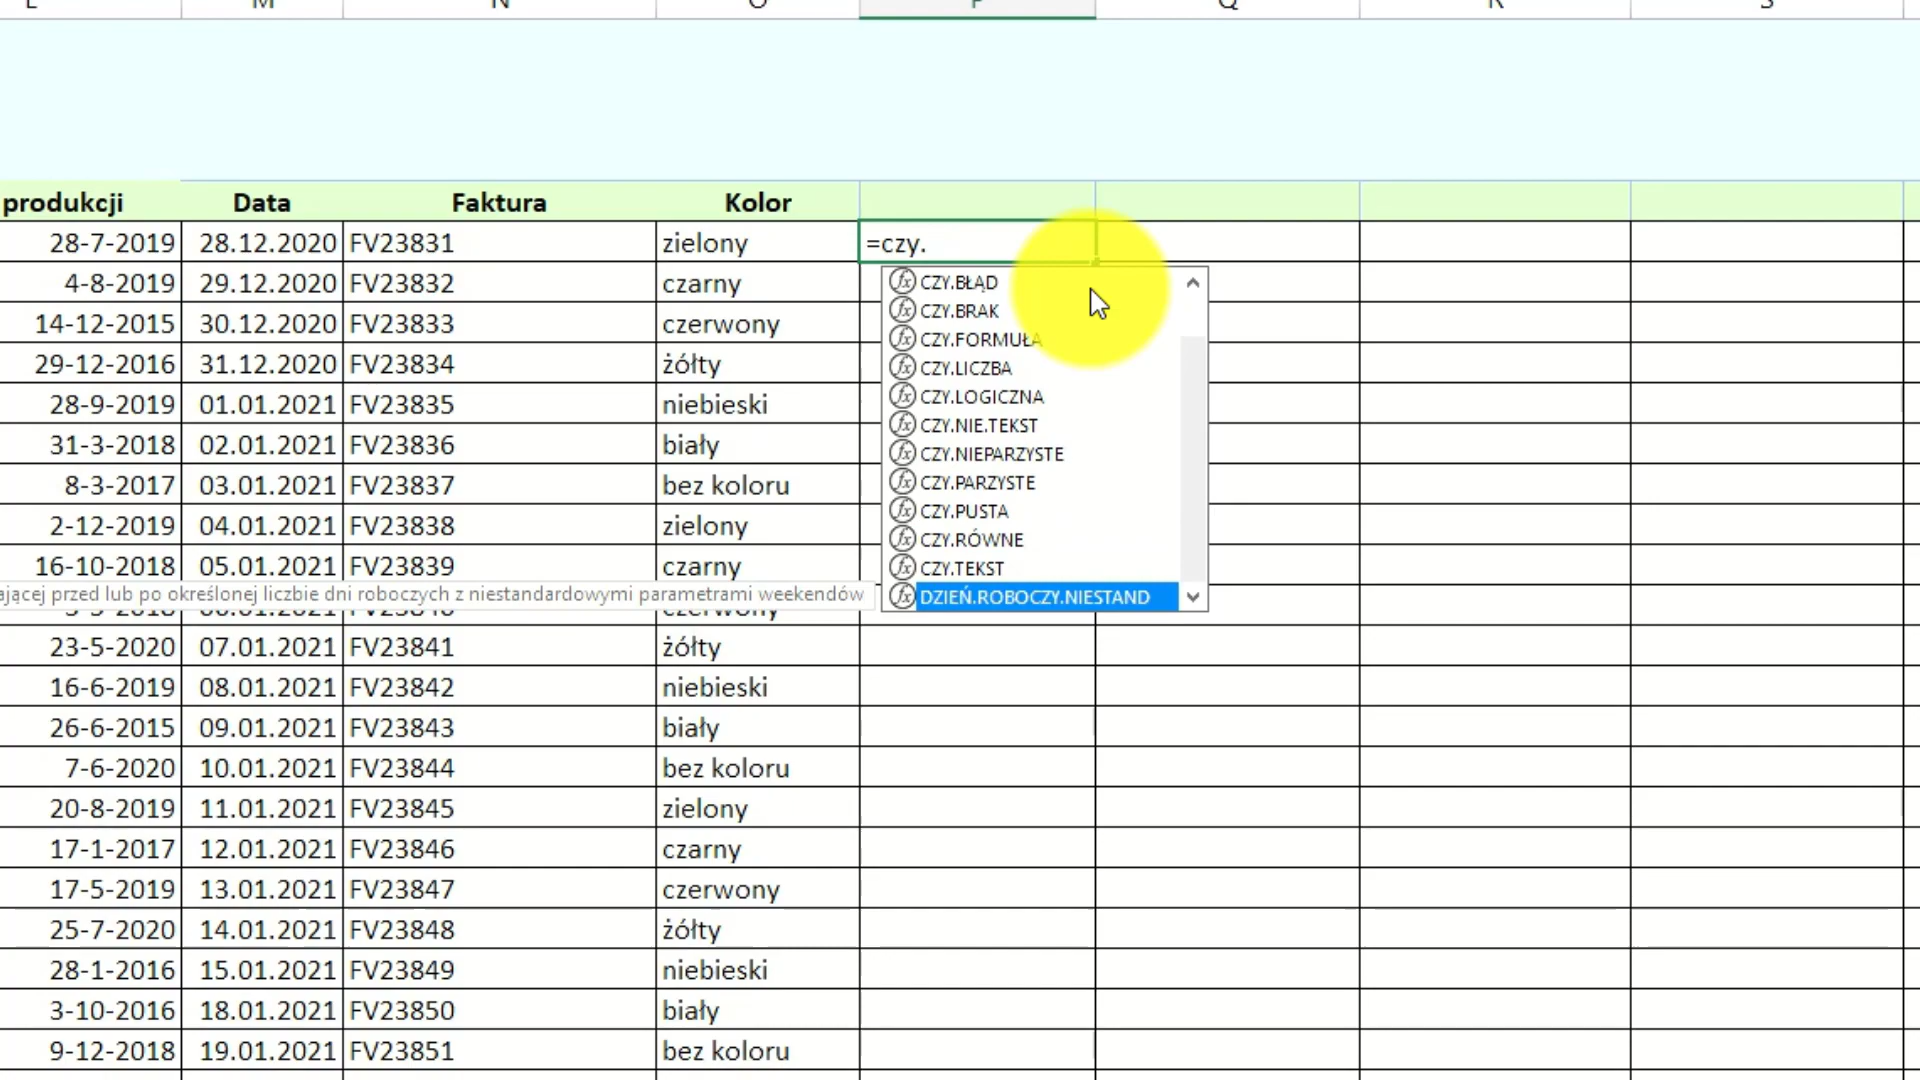 M N O P Q R S
produkcji Data Faktura Kolor
28-7-2019 28.12.2020 FV23831 zielony =czy.
4-8-2019 29.12.2020 FV23832 czarny CZY.BŁĄD
14-12-2015 30.12.2020 FV23833 czerwony CZY.BRAK
CZY.FORMUŁA
29-12-2016 31.12.2020 FV23834 żółty CZY.LICZBA
28-9-2019 01.01.2021 FV23835 niebieski CZY.LOGICZNA
31-3-2018 02.01.2021 FV23836 biały CZY.NIE.TEKST
CZY.NIEPARZYSTE
8-3-2017 03.01.2021 FV23837 bez koloru CZY.PARZYSTE
2-12-2019 04.01.2021 FV23838 zielony CZY.PUSTA
CZY.RÓWNE
16-10-2018 05.01.2021 FV23839 czarny CZY.TEKST
przed lub po określonej liczbie dni roboczych z niestandardowymi parametrami weekendów DZIEŃ.ROBOCZY.NIESTAND
czerwony
23-5-2020 07.01.2021 FV23841 żółty
16-6-2019 08.01.2021 FV23842 niebieski
26-6-2015 09.01.2021 FV23843 biały
7-6-2020 10.01.2021 FV23844 bez koloru
20-8-2019 11.01.2021 FV23845 zielony
17-1-2017 12.01.2021 FV23846 czarny
17-5-2019 13.01.2021 FV23847 czerwony
25-7-2020 14.01.2021 FV23848 żółty
28-1-2016 15.01.2021 FV23849 niebieski
3-10-2016 18.01.2021 FV23850 biały
9-12-2018 19.01.2021 FV23851 bez koloru